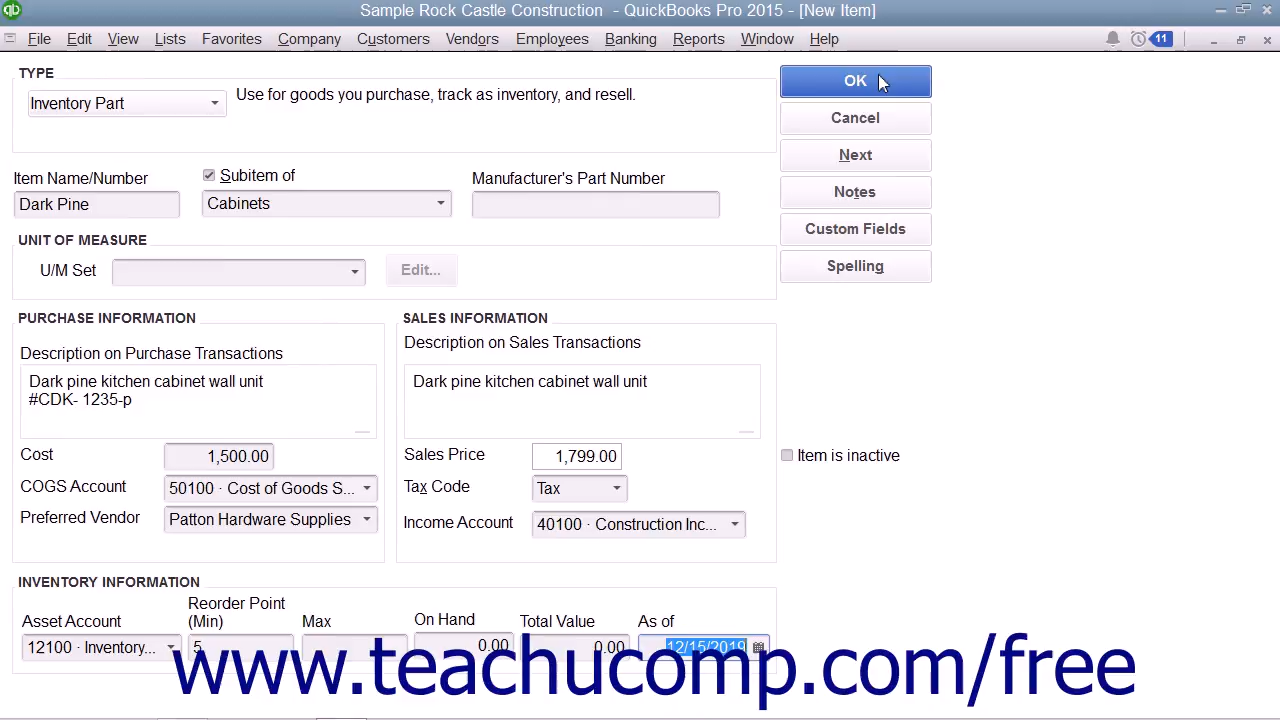 qb
Sample Rock Castle Construction - QuickBooks Pro 2015 - [New Item]
File Edit View Lists Favorites Company Customers Vendors Employees Banking Reports Window Help 11
TYPE
Inventory Part
Use for goods you purchase, track as inventory, and resell.
OK
Cancel
Next
Notes
Custom Fields
Spelling
Item Name/Number
Dark Pine
Subitem of
Cabinets
Manufacturer's Part Number
UNIT OF MEASURE
U/M Set
Edit...
PURCHASE INFORMATION
Description on Purchase Transactions
Dark pine kitchen cabinet wall unit
#CDK- 1235-p
Cost 1,500.00
COGS Account 50100 · Cost of Goods S...
Preferred Vendor Patton Hardware Supplies
SALES INFORMATION
Description on Sales Transactions
Dark pine kitchen cabinet wall unit
Sales Price 1,799.00
Tax Code Tax
Income Account 40100 · Construction Inc...
Item is inactive
INVENTORY INFORMATION
Asset Account
12100 · Inventory...
Reorder Point
(Min)
5
Max
On Hand
0.00
Total Value
0.00
As of
12/15/2019
www.teachucomp.com/free